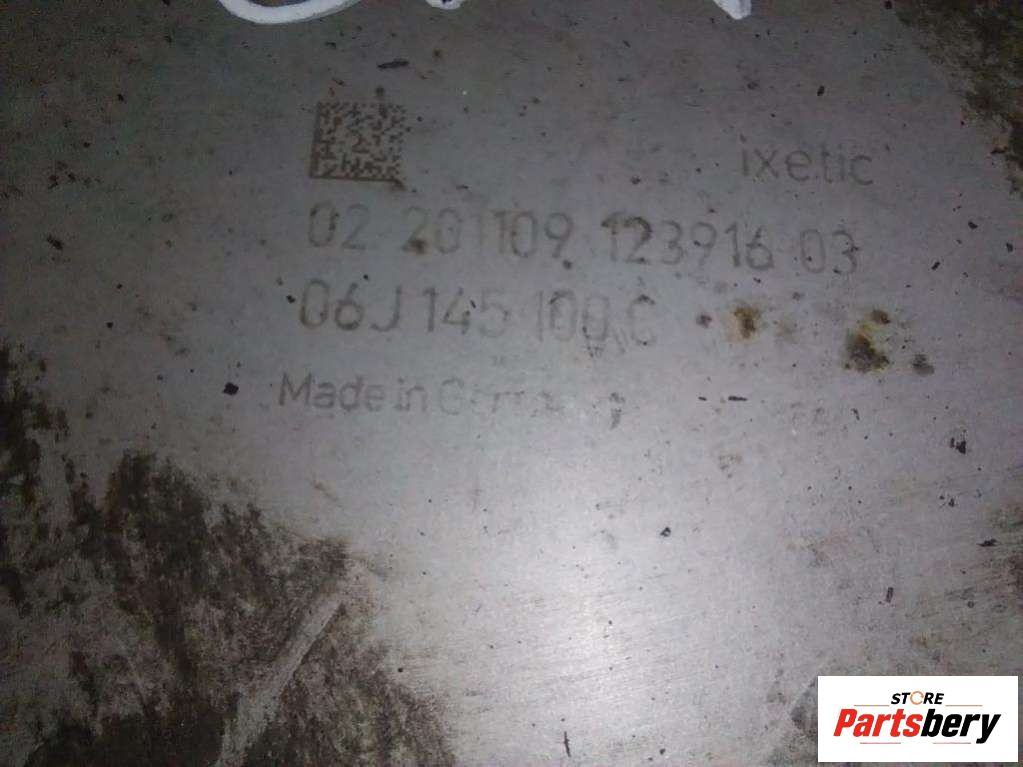 ixetic
02 201109 123916 03
06J 145 100 C
Made in Germany
STORE
Partsbery